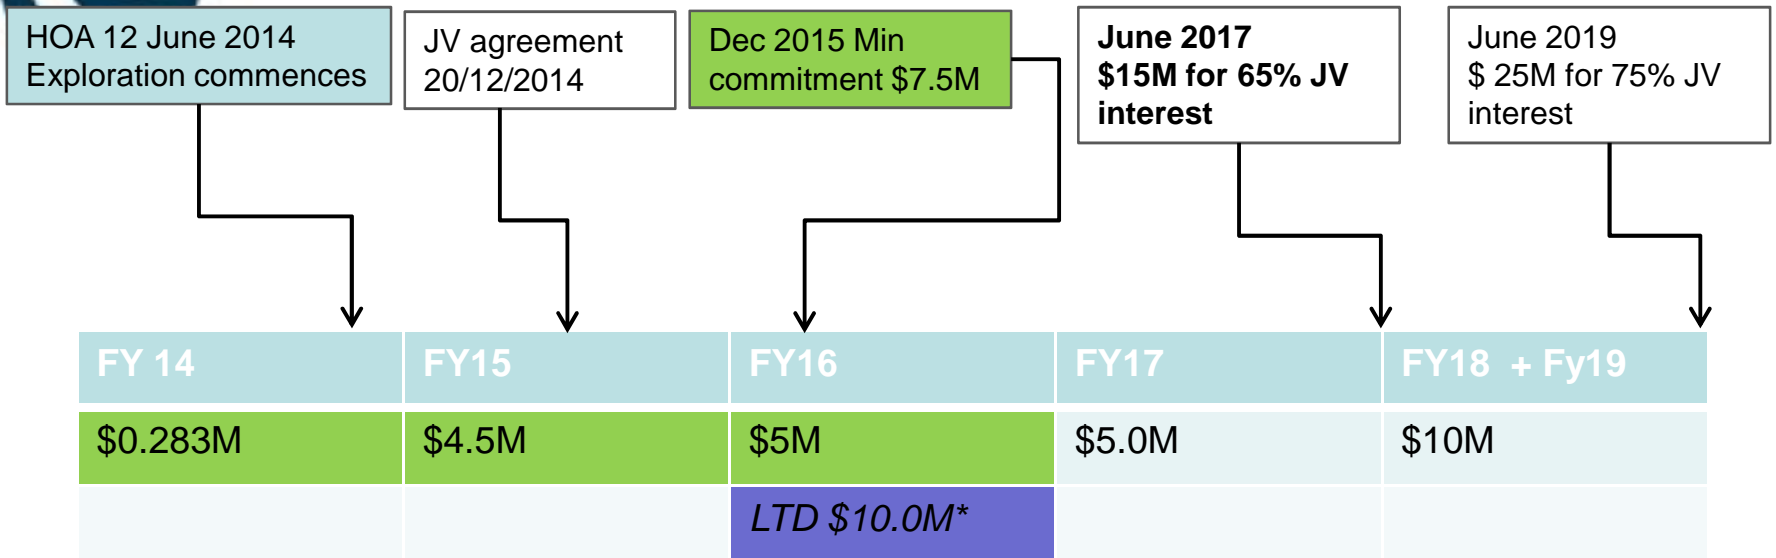 HOA 12 June 2014
Exploration commences
JV agreement
20/12/2014
Dec 2015 Min
commitment $7.5M
June 2017
$15M for 65% JV
interest
June 2019
$ 25M for 75% JV
interest
FY 14
FY15
FY16
FY17
FY18 + Fy19
$0.283M
$4.5M
$5M
$5.0M
$10M
LTD $10.0M*